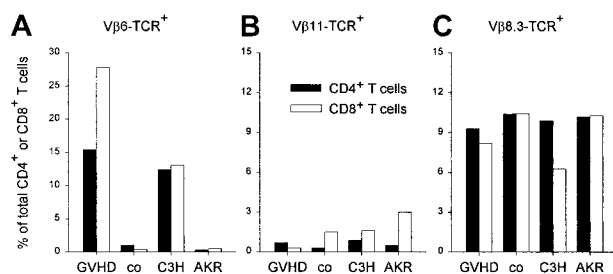 A
Vβ6-TCR+
B
Vβ11-TCR+
C
Vβ8.3-TCR+
% of total CD4+ or CD8+ T cells
30
25
20
15
10
5
0
GVHD co C3H AKR
15
12
9
6
3
0
CD4+ T cells
CD8+ T cells
GVHD co C3H AKR
15
12
9
6
3
0
GVHD co C3H AKR